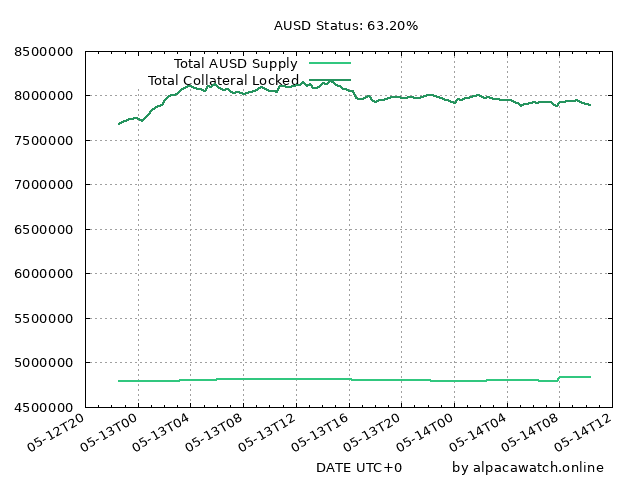 AUSD Status: 63.20%
8500000
Total AUSD Supply
Total Collateral Locked
8000000
7500000
7000000
6500000
6000000
5500000
5000000
4500000
05-12T20
05-13T00
05-13T04
05-13T08
05-13T12
05-13T16
05-13T20
05-14T00
05-14T04
05-14T08
05-14T12
DATE UTC+0
by alpacawatch.online